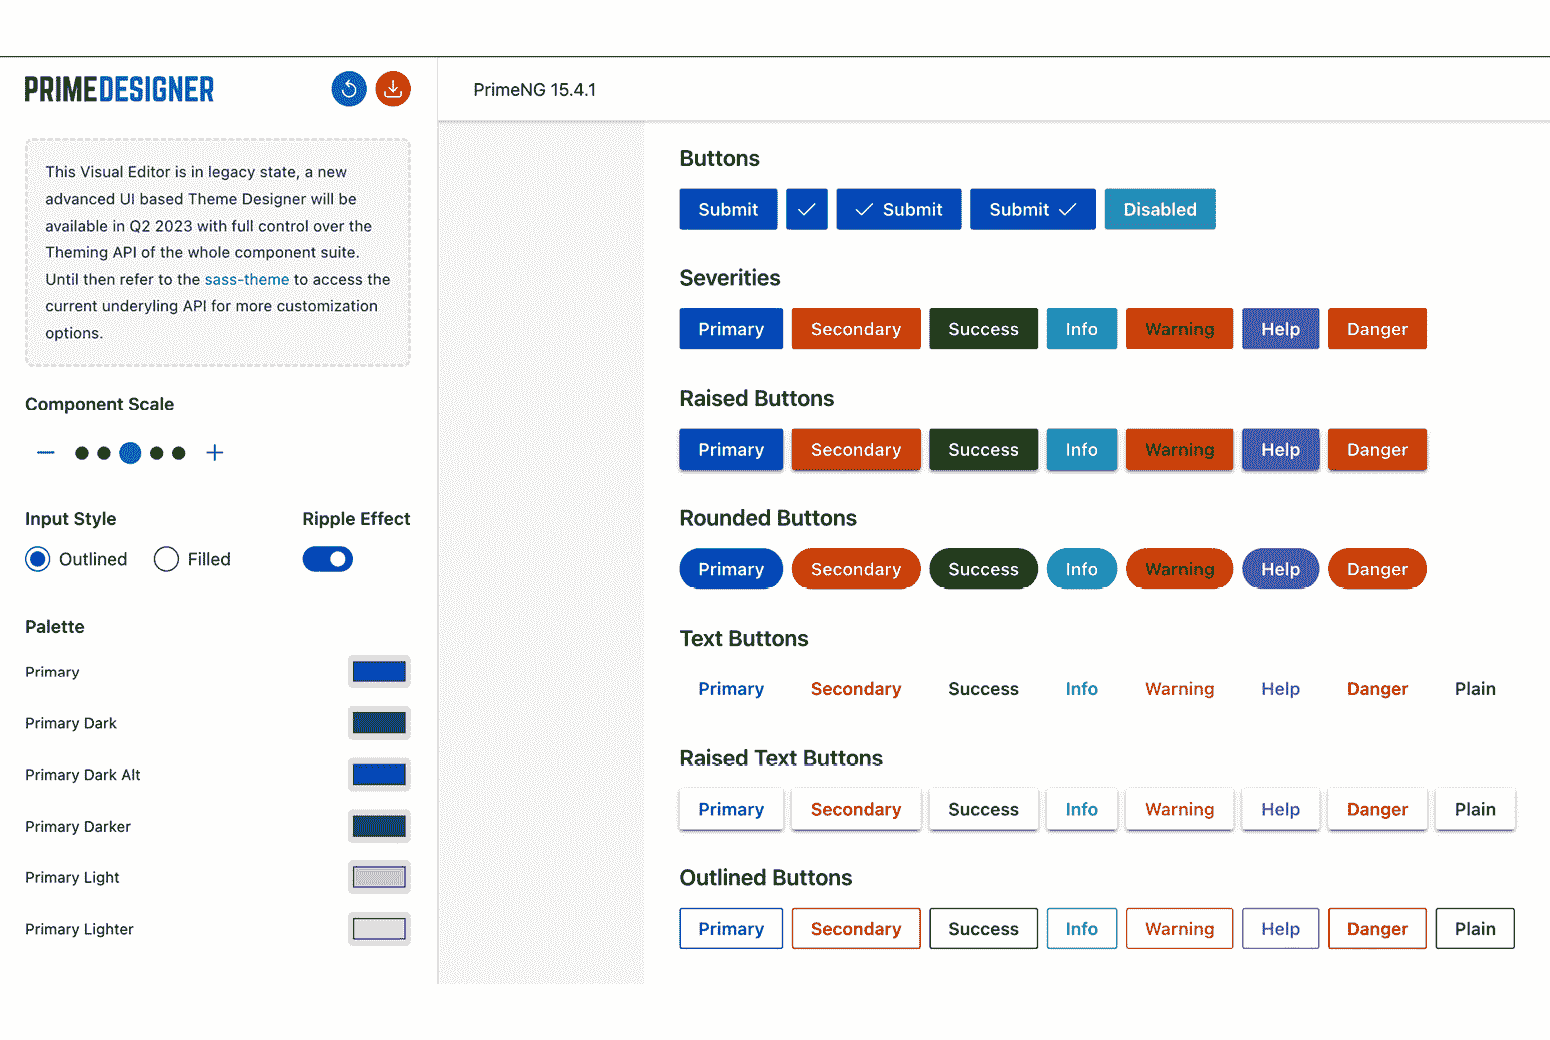 PRIMEDESIGNER
This Visual Editor is in legacy state, a new
advanced UI based Theme Designer will be
available in Q2 2023 with full control over the
Theming API of the whole component suite.
Until then refer to the sass-theme to access the
current underyling API for more customization
options.
Component Scale
Input Style Ripple Effect
Outlined Filled
Palette
Primary
Primary Dark
Primary Dark Alt
Primary Darker
Primary Light
Primary Lighter
PrimeNG 15.4.1
Buttons
Submit Submit Submit Disabled
Severities
Primary Secondary Success Info Warning Help Danger
Raised Buttons
Primary Secondary Success Info Warning Help Danger
Rounded Buttons
Primary Secondary Success Info Warning Help Danger
Text Buttons
Primary Secondary Success Info Warning Help Danger Plain
Raised Text Buttons
Primary Secondary Success Info Warning Help Danger Plain
Outlined Buttons
Primary Secondary Success Info Warning Help Danger Plain